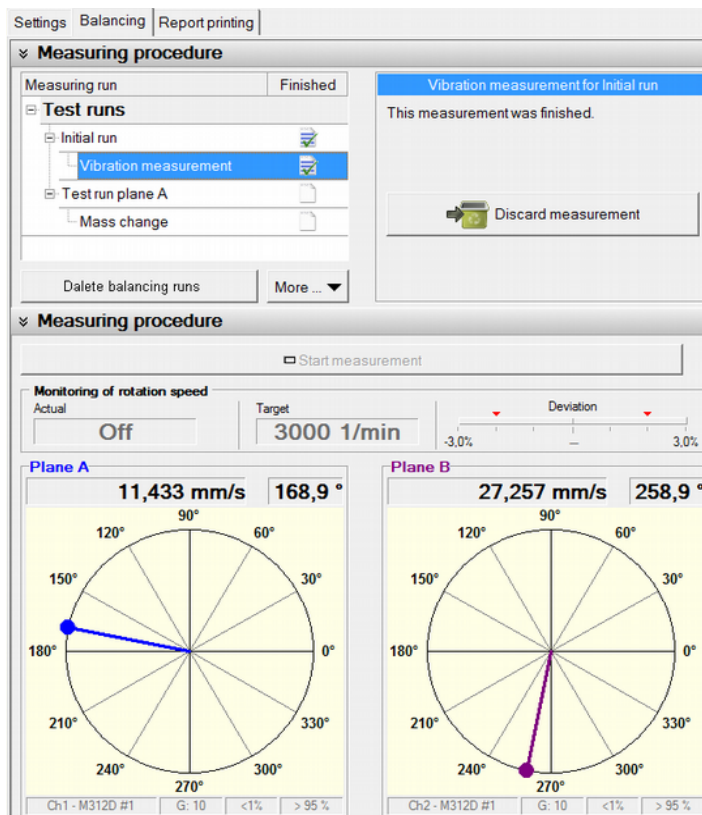 Settings Balancing Report printing
Measuring procedure
Measuring run Finished
Test runs
Initial run
Vibration measurement
Test run plane A
Mass change
Dalete balancing runs More ...
Vibration measurement for Initial run
This measurement was finished.
Discard measurement
Measuring procedure
Start measurement
Monitoring of rotation speed
Actual Target Deviation
Off 3000 1/min
-3,0% 3,0%
Plane A
11,433 mm/s 168,9 °
90°
120° 60°
150° 30°
180° 0°
210° 330°
240° 300°
270°
Ch1 - M312D #1 G: 10 <1% > 95 %
Plane B
27,257 mm/s 258,9 °
90°
120° 60°
150° 30°
180° 0°
210° 330°
240° 300°
270°
Ch2 - M312D #1 G: 10 <1% > 95 %